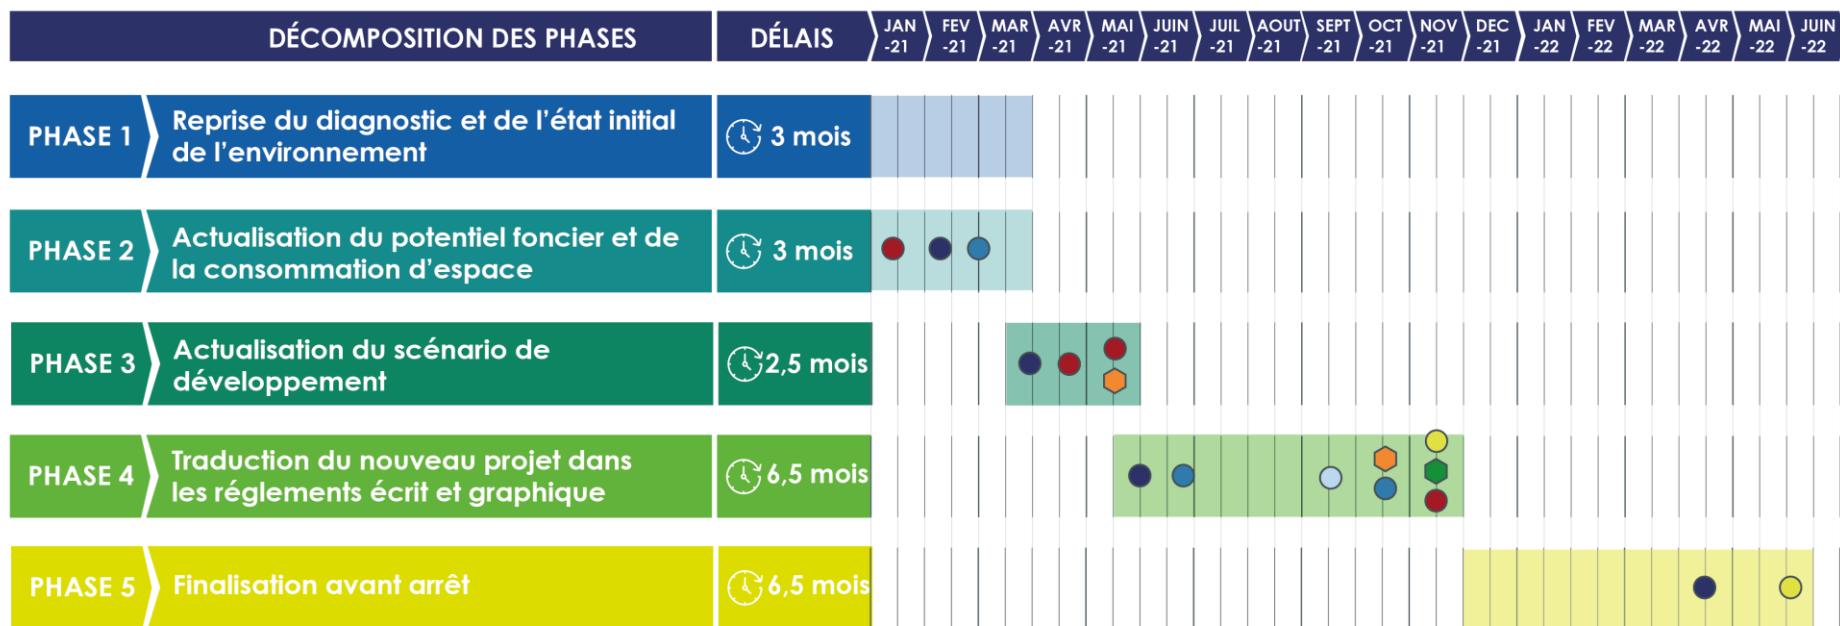 DÉCOMPOSITION DES PHASES
DÉLAIS
JAN
-21
FEV
-21
MAR
-21
AVR
-21
MAI
-21
JUIN
-21
JUIL
-21
AOUT
-21
SEPT
-21
OCT
-21
NOV
-21
DEC
-21
JAN
-22
FEV
-22
MAR
-22
AVR
-22
MAI
-22
JUIN
-22
PHASE 1
Reprise du diagnostic et de l’état initial
de l’environnement
3 mois
PHASE 2
Actualisation du potentiel foncier et de
la consommation d’espace
3 mois
PHASE 3
Actualisation du scénario de
développement
2,5 mois
PHASE 4
Traduction du nouveau projet dans
les réglements écrit et graphique
6,5 mois
PHASE 5
Finalisation avant arrêt
6,5 mois